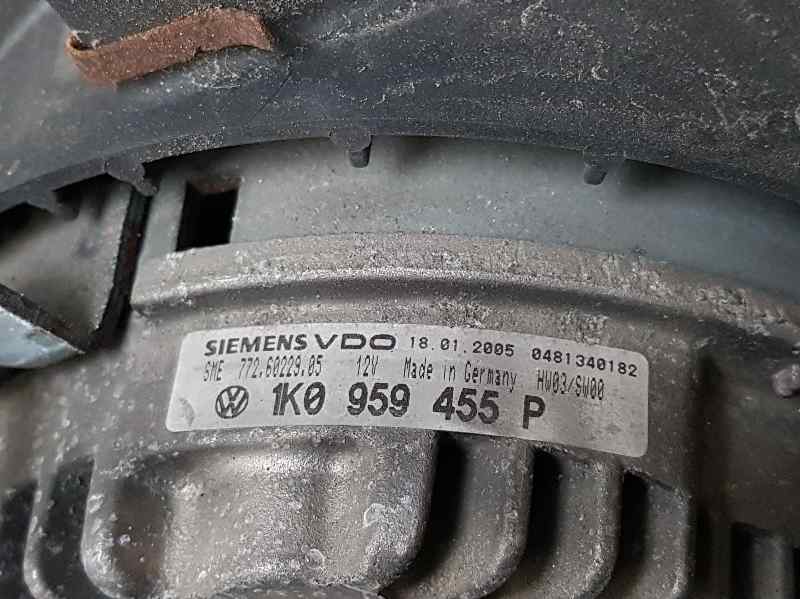 SIEMENS VDO 18.01.2005 0481340182
SME 772.60229.05 12V Made in Germany HW03/SW00
1K0 959 455 P